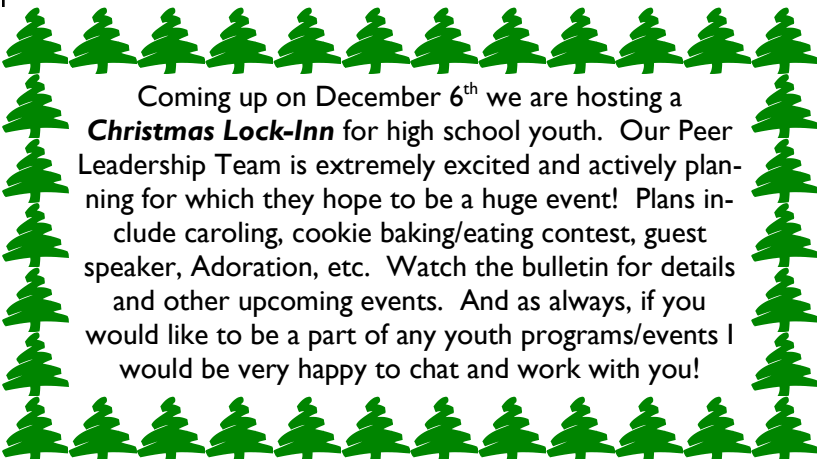 Coming up on December 6th we are hosting a
Christmas Lock-Inn for high school youth. Our Peer
Leadership Team is extremely excited and actively plan-
ning for which they hope to be a huge event! Plans in-
clude caroling, cookie baking/eating contest, guest
speaker, Adoration, etc. Watch the bulletin for details
and other upcoming events. And as always, if you
would like to be a part of any youth programs/events I
would be very happy to chat and work with you!